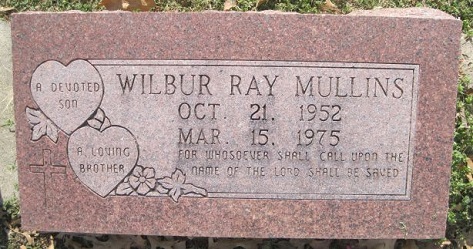 A DEVOTED
SON
A LOVING
BROTHER
WILBUR RAY MULLINS
OCT. 21, 1952
MAR. 15, 1975
FOR WHOSOEVER SHALL CALL UPON THE
NAME OF THE LORD SHALL BE SAVED